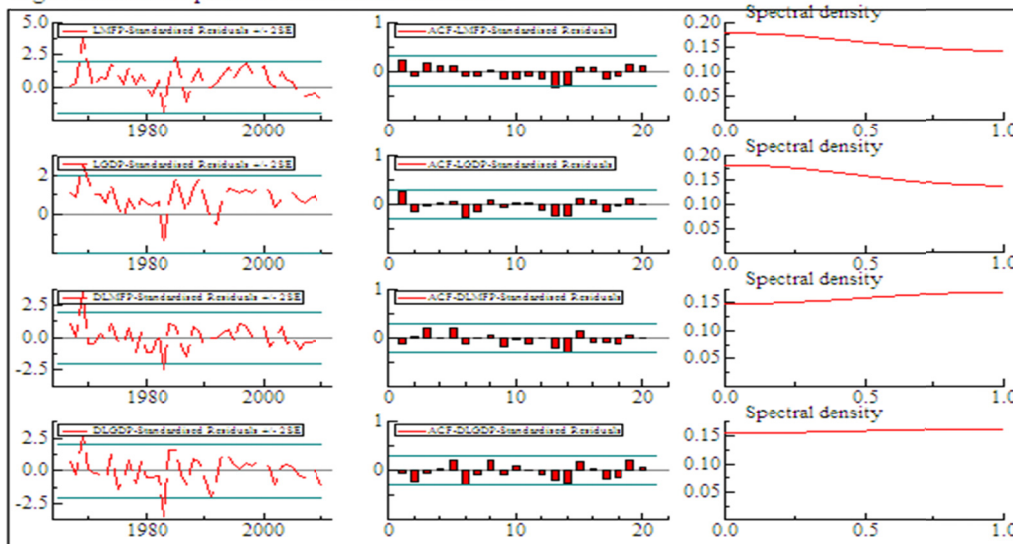 LMFP-Standardised Residuals +/- 2SE
ACF-LMFP-Standardised Residuals
Spectral density
5.0
2.5
0.0
1980 2000
1
0
0 10 20
0.20
0.15
0.10
0.05
0.0 0.5 1.0
LGDP-Standardised Residuals +/- 2SE
ACF-LGDP-Standardised Residuals
Spectral density
2
0
1980 2000
1
0
0 10 20
0.20
0.15
0.10
0.05
0.0 0.5 1.0
DLMFP-Standardised Residuals +/- 2SE
ACF-DLMFP-Standardised Residuals
Spectral density
2.5
0.0
-2.5
1980 2000
1
0
0 10 20
0.15
0.10
0.05
0.0 0.5 1.0
DLGDP-Standardised Residuals +/- 2SE
ACF-DLGDP-Standardised Residuals
Spectral density
2.5
0.0
-2.5
1980 2000
1
0
0 10 20
0.15
0.10
0.05
0.0 0.5 1.0